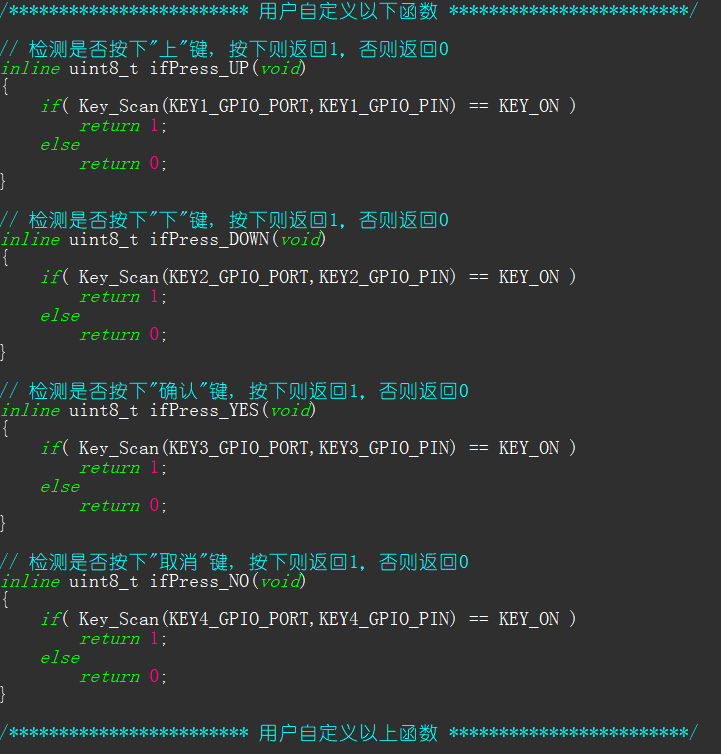 /************************ 用户自定义以下函数 ************************/
// 检测是否按下"上"键，按下则返回1，否则返回0
inline uint8_t ifPress_UP(void)
{
    if( Key_Scan(KEY1_GPIO_PORT,KEY1_GPIO_PIN) == KEY_ON )
        return 1;
    else
        return 0;
}
// 检测是否按下"下"键，按下则返回1，否则返回0
inline uint8_t ifPress_DOWN(void)
{
    if( Key_Scan(KEY2_GPIO_PORT,KEY2_GPIO_PIN) == KEY_ON )
        return 1;
    else
        return 0;
}
// 检测是否按下"确认"键，按下则返回1，否则返回0
inline uint8_t ifPress_YES(void)
{
    if( Key_Scan(KEY3_GPIO_PORT,KEY3_GPIO_PIN) == KEY_ON )
        return 1;
    else
        return 0;
}
// 检测是否按下"取消"键，按下则返回1，否则返回0
inline uint8_t ifPress_NO(void)
{
    if( Key_Scan(KEY4_GPIO_PORT,KEY4_GPIO_PIN) == KEY_ON )
        return 1;
    else
        return 0;
}
/************************ 用户自定义以上函数 ************************/